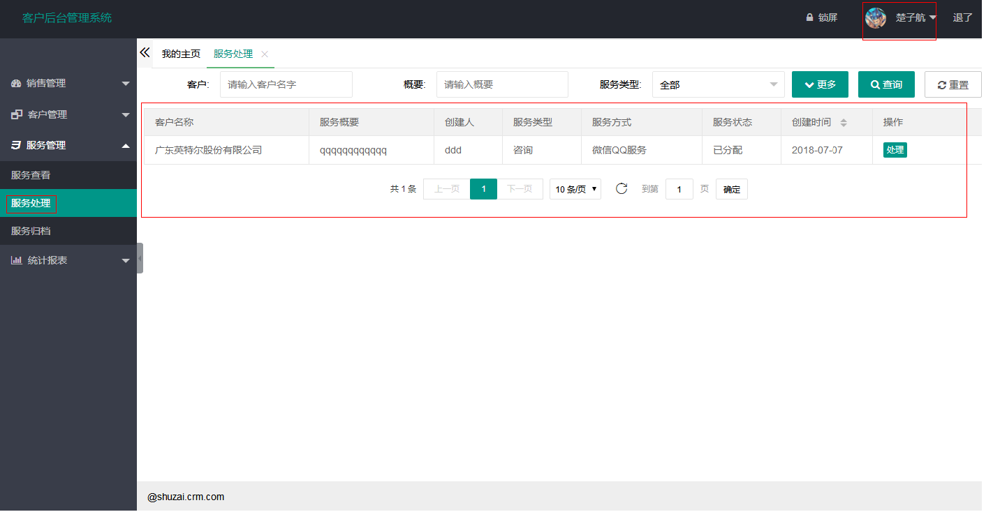 客户后台管理系统
锁屏 楚子航 退了
我的主页 服务处理
销售管理
客户管理
服务管理
服务查看
服务处理
服务归档
统计报表
客户: 请输入客户名字 概要: 请输入概要 服务类型: 全部 更多 查询 重置
客户名称 服务概要 创建人 服务类型 服务方式 服务状态 创建时间 操作
广东英特尔股份有限公司 qqqqqqqqqqqq ddd 咨询 微信QQ服务 已分配 2018-07-07 处理
共 1 条 上一页 1 下一页 10 条/页 到第 1 页 确定
@shuzai.crm.com